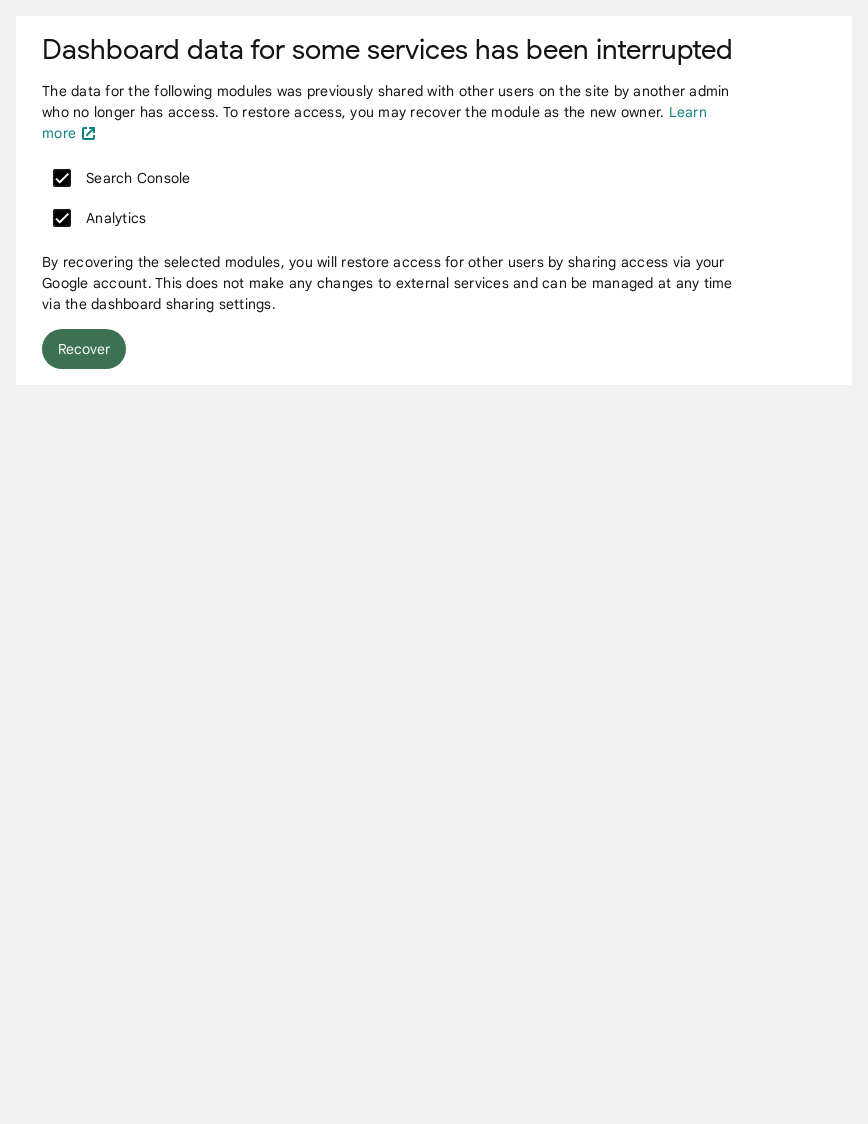 Dashboard data for some services has been interrupted
The data for the following modules was previously shared with other users on the site by another admin
who no longer has access. To restore access, you may recover the module as the new owner. Learn
more
Search Console
Analytics
By recovering the selected modules, you will restore access for other users by sharing access via your
Google account. This does not make any changes to external services and can be managed at any time
via the dashboard sharing settings.
Recover